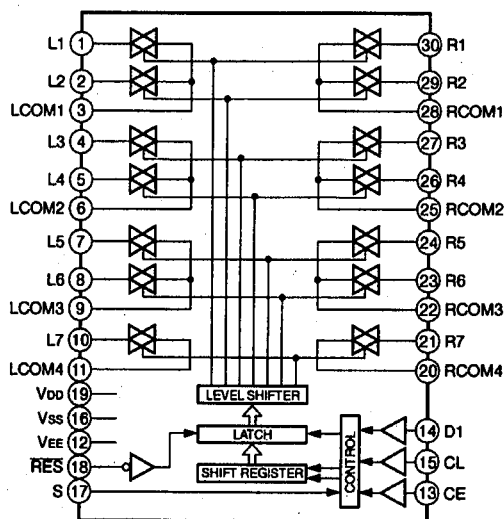 L1 1 30 R1
L2 2 29 R2
LCOM1 3 28 RCOM1
L3 4 27 R3
L4 5 26 R4
LCOM2 6 25 RCOM2
L5 7 24 R5
L6 8 23 R6
LCOM3 9 22 RCOM3
L7 10 21 R7
LCOM4 11 20 RCOM4
VDD 19
LEVEL SHIFTER
VSS 16
LATCH
14 D1
VEE 12
CONTROL
RES 18
SHIFT REGISTER
15 CL
S 17
13 CE